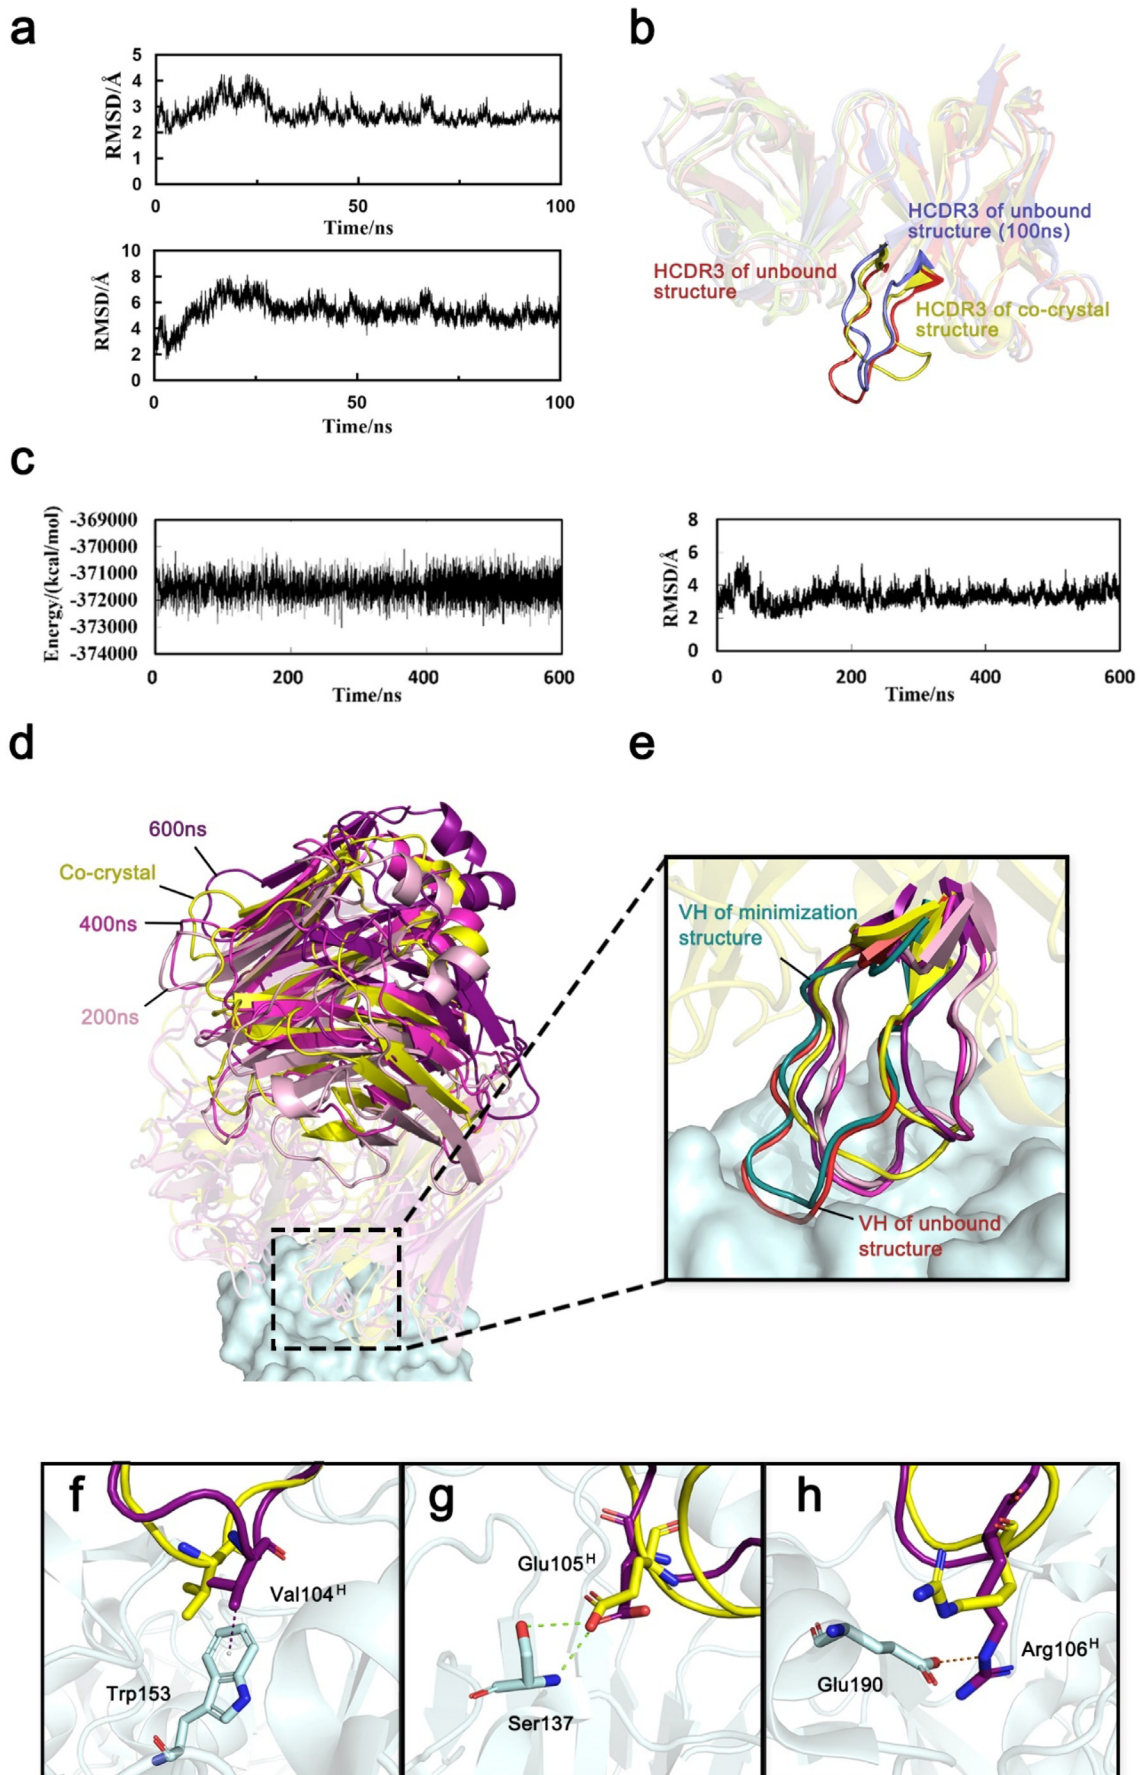 a
5
4
3
2
1
0
RMSD/Å
0
50
100
Time/ns
10
8
6
4
2
0
RMSD/Å
0
50
100
Time/ns
b
HCDR3 of unbound
structure (100ns)
HCDR3 of unbound
structure
HCDR3 of co-crystal
structure
c
-369000
-370000
-371000
-372000
-373000
-374000
Energy/(kcal/mol)
0
200
400
600
Time/ns
8
6
4
2
0
RMSD/Å
0
200
400
600
Time/ns
d
600ns
Co-crystal
400ns
200ns
e
VH of minimization
structure
VH of unbound
structure
f
Val104H
Trp153
g
Glu105H
Ser137
h
Arg106H
Glu190